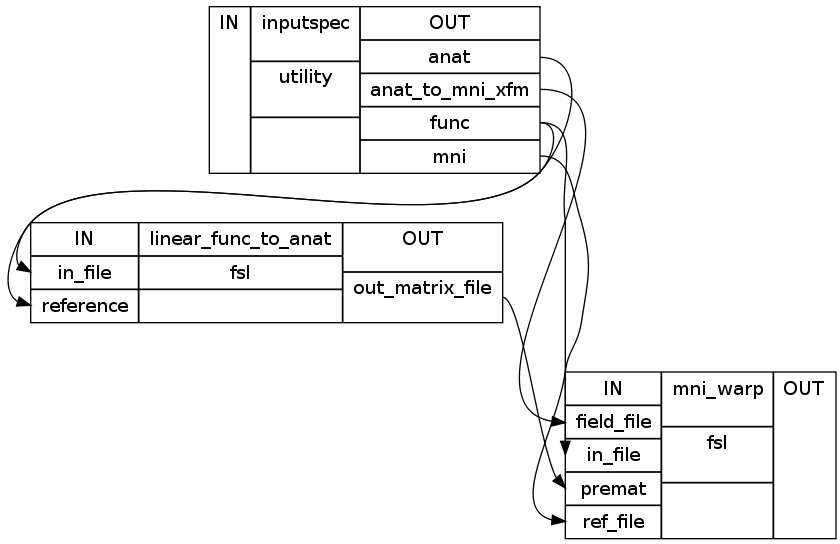 IN
inputspec
utility
OUT
anat
anat_to_mni_xfm
func
mni
IN
in_file
reference
linear_func_to_anat
fsl
OUT
out_matrix_file
IN
field_file
in_file
premat
ref_file
mni_warp
fsl
OUT